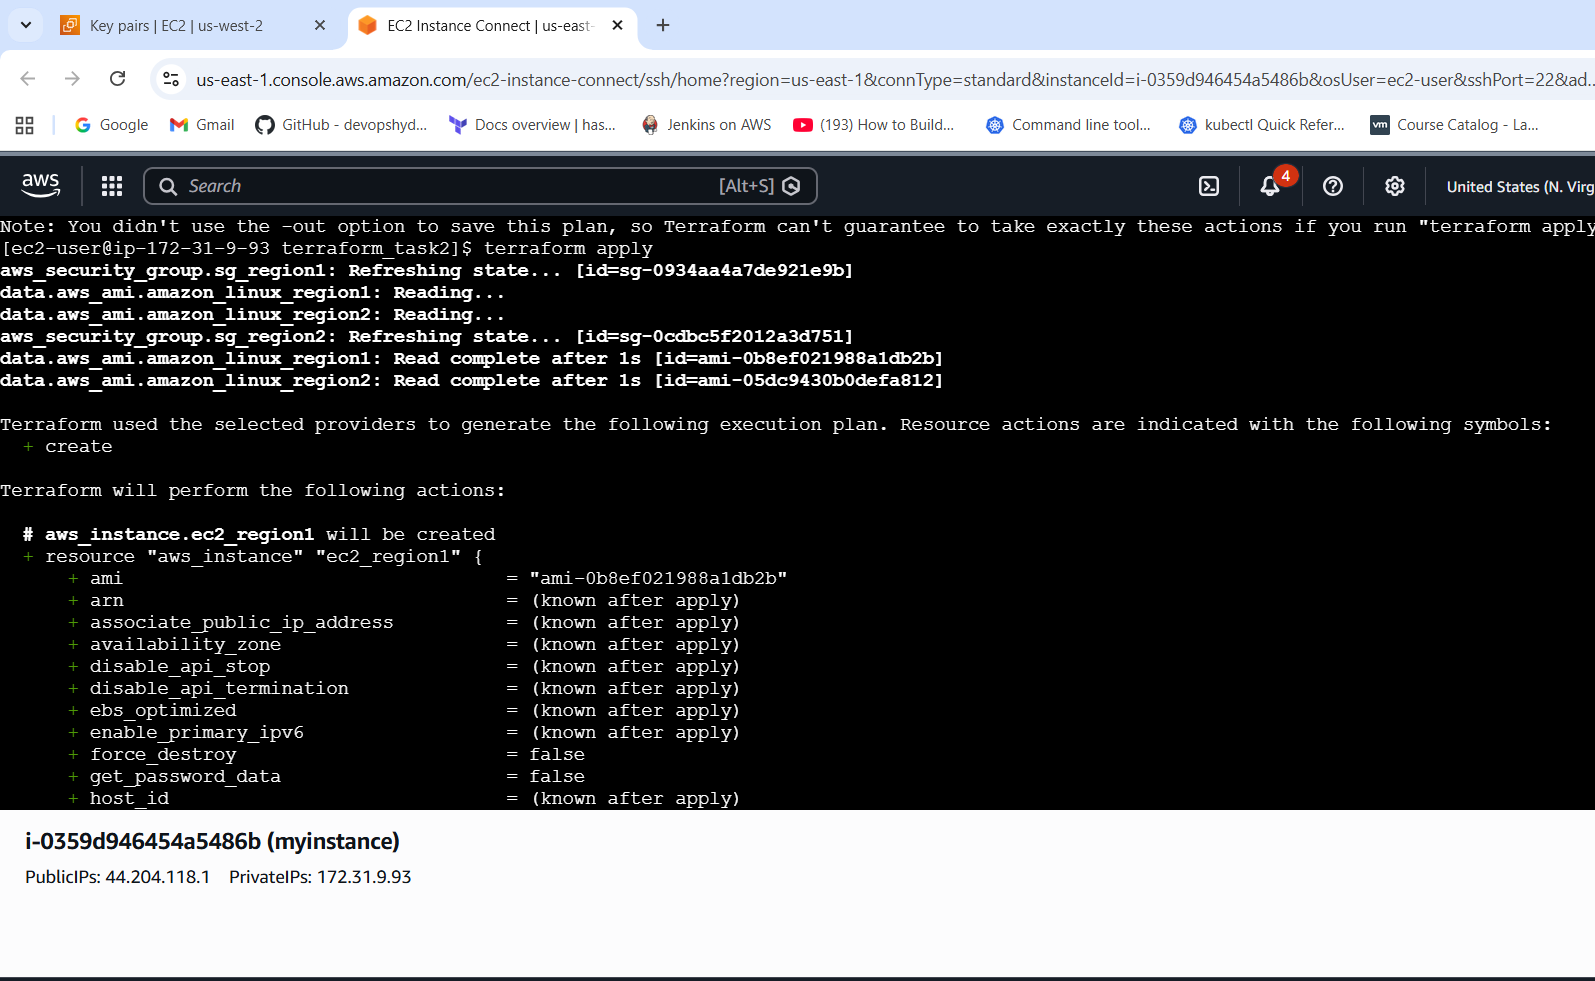 Key pairs | EC2 | us-west-2
EC2 Instance Connect | us-east-
us-east-1.console.aws.amazon.com/ec2-instance-connect/ssh/home?region=us-east-1&connType=standard&instanceId=i-0359d946454a5486b&osUser=ec2-user&sshPort=22&ad...
Google
Gmail
GitHub - devopshyd...
Docs overview | has...
Jenkins on AWS
(193) How to Build...
Command line tool...
kubectl Quick Refer...
vm
Course Catalog - La...
aws
Search
[Alt+S]
4
United States (N. Virg
Note: You didn't use the -out option to save this plan, so Terraform can't guarantee to take exactly these actions if you run "terraform apply
[ec2-user@ip-172-31-9-93 terraform_task2]$ terraform apply
aws_security_group.sg_region1: Refreshing state... [id=sg-0934aa4a7de921e9b]
data.aws_ami.amazon_linux_region1: Reading...
data.aws_ami.amazon_linux_region2: Reading...
aws_security_group.sg_region2: Refreshing state... [id=sg-0cdbc5f2012a3d751]
data.aws_ami.amazon_linux_region1: Read complete after 1s [id=ami-0b8ef021988a1db2b]
data.aws_ami.amazon_linux_region2: Read complete after 1s [id=ami-05dc9430b0defa812]
Terraform used the selected providers to generate the following execution plan. Resource actions are indicated with the following symbols:
+ create
Terraform will perform the following actions:
# aws_instance.ec2_region1 will be created
+ resource "aws_instance" "ec2_region1" {
+ ami = "ami-0b8ef021988a1db2b"
+ arn = (known after apply)
+ associate_public_ip_address = (known after apply)
+ availability_zone = (known after apply)
+ disable_api_stop = (known after apply)
+ disable_api_termination = (known after apply)
+ ebs_optimized = (known after apply)
+ enable_primary_ipv6 = (known after apply)
+ force_destroy = false
+ get_password_data = false
+ host_id = (known after apply)
i-0359d946454a5486b (myinstance)
PublicIPs: 44.204.118.1 PrivateIPs: 172.31.9.93